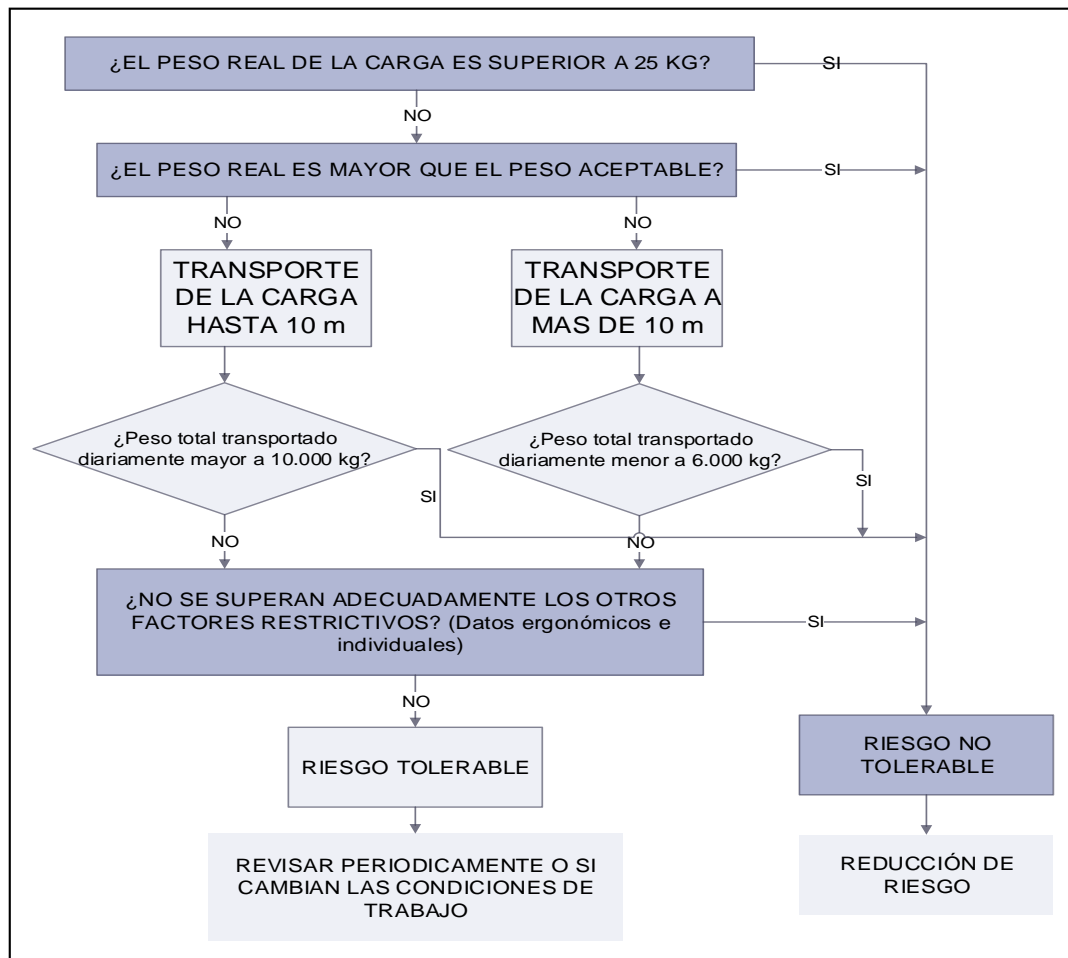 ¿EL PESO REAL DE LA CARGA ES SUPERIOR A 25 KG?
SI
NO
¿EL PESO REAL ES MAYOR QUE EL PESO ACEPTABLE?
SI
NO
NO
TRANSPORTE
DE LA CARGA
HASTA 10 m
TRANSPORTE
DE LA CARGA A
MAS DE 10 m
¿Peso total transportado
diariamente mayor a 10.000 kg?
¿Peso total transportado
diariamente menor a 6.000 kg?
SI
SI
NO
NO
¿NO SE SUPERAN ADECUADAMENTE LOS OTROS
FACTORES RESTRICTIVOS? (Datos ergonómicos e
individuales)
SI
NO
RIESGO TOLERABLE
RIESGO NO
TOLERABLE
REVISAR PERIODICAMENTE O SI
CAMBIAN LAS CONDICIONES DE
TRABAJO
REDUCCIÓN DE
RIESGO